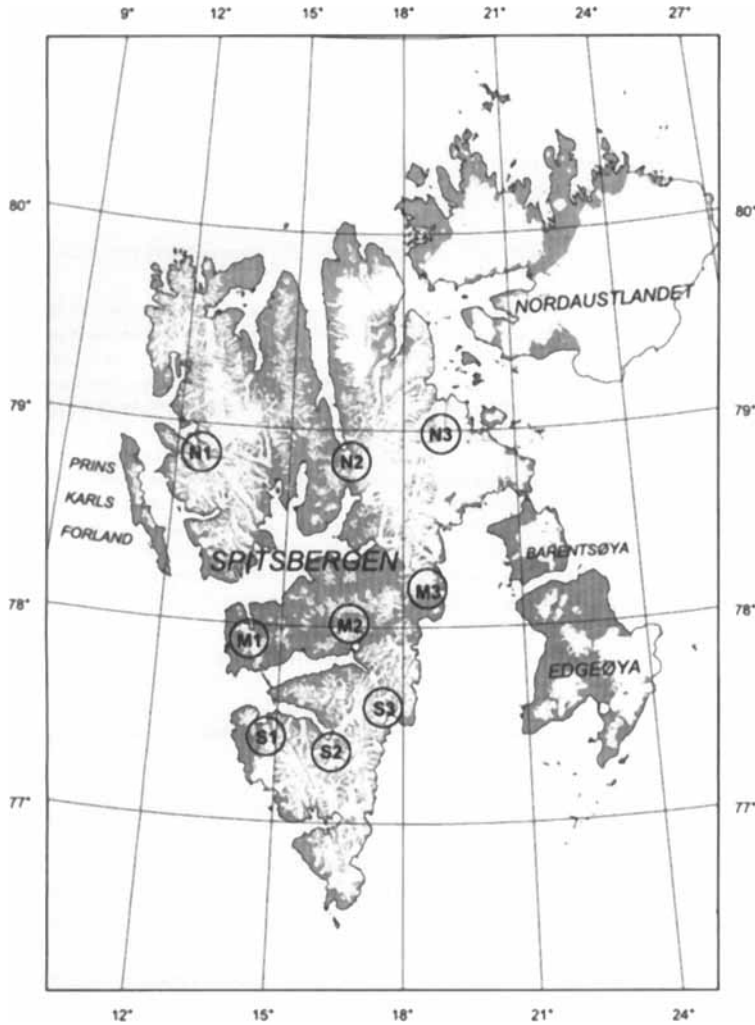 9° 12° 15° 18° 21° 24° 27°
80° 80°
NORDAUSTLANDET
79° 79°
N1 N2 N3
PRINS
KARLS
FORLAND
SPITSBERGEN
BARENTSØYA
M3
78° 78°
M1 M2
EDGEØYA
S3
S1 S2
77° 77°
12° 15° 18° 21° 24°